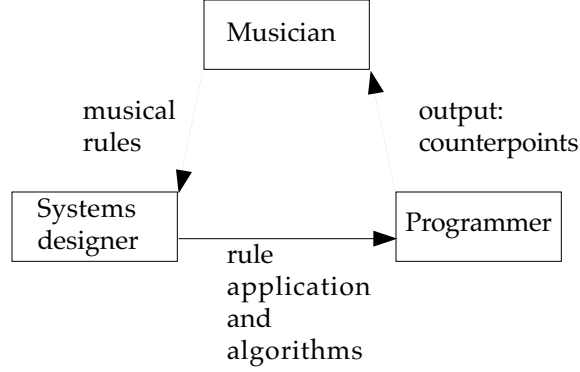 Musician
musical
rules
output:
counterpoints
Systems
designer
Programmer
rule
application
and
algorithms